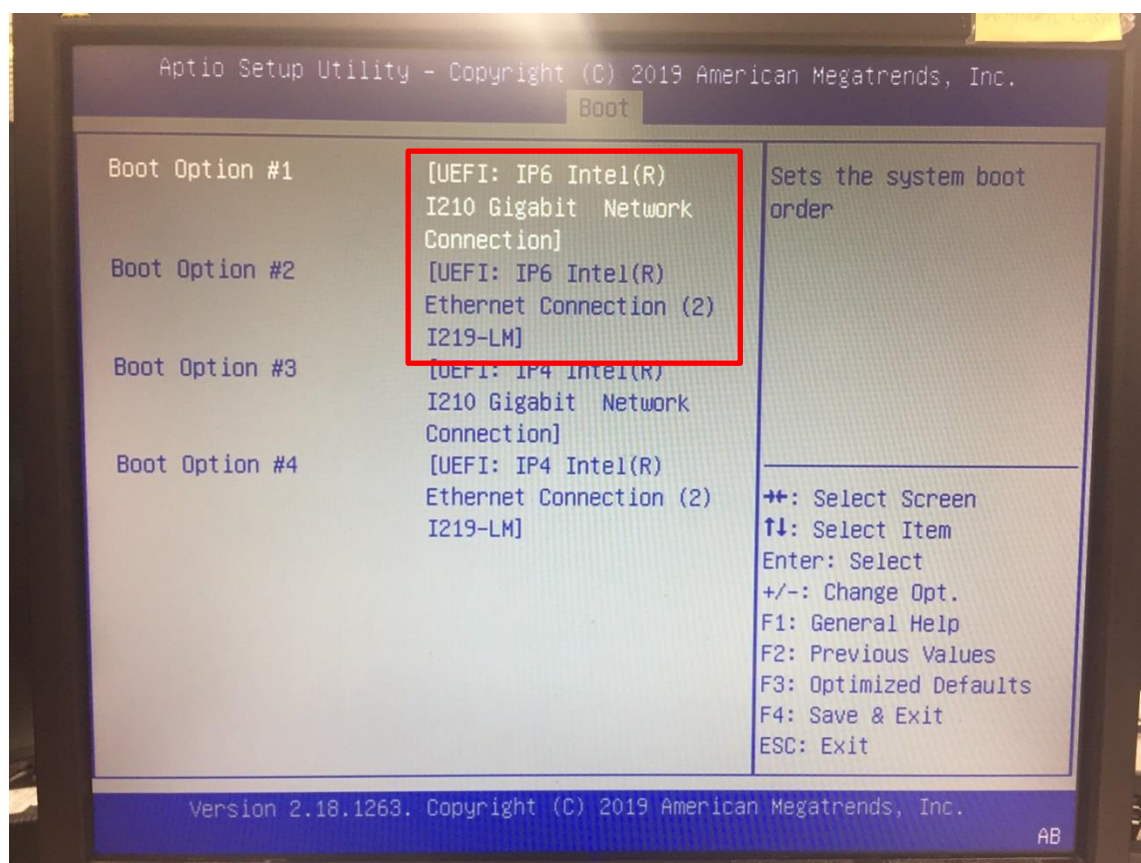 Aptio Setup Utility - Copyright (C) 2019 American Megatrends, Inc.
Boot
Boot Option #1 [UEFI: IP6 Intel(R)
I210 Gigabit Network
Connection]
Boot Option #2 [UEFI: IP6 Intel(R)
Ethernet Connection (2)
I219-LM]
Boot Option #3 [UEFI: IP4 Intel(R)
I210 Gigabit Network
Connection]
Boot Option #4 [UEFI: IP4 Intel(R)
Ethernet Connection (2)
I219-LM]
Sets the system boot
order
→←: Select Screen
↑↓: Select Item
Enter: Select
+/-: Change Opt.
F1: General Help
F2: Previous Values
F3: Optimized Defaults
F4: Save & Exit
ESC: Exit
Version 2.18.1263. Copyright (C) 2019 American Megatrends, Inc.
AB